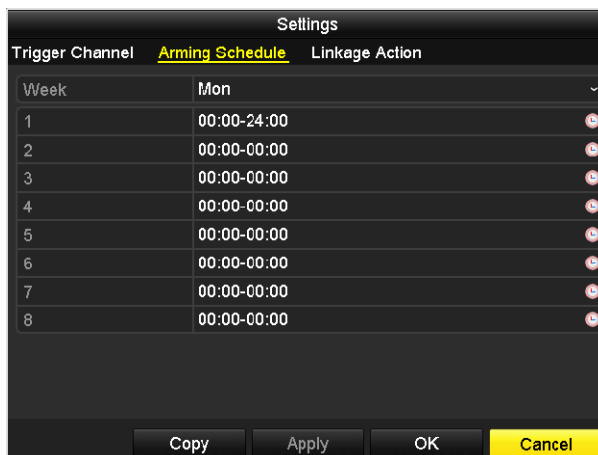 Settings
Trigger Channel Arming Schedule Linkage Action
Week Mon
1 00:00-24:00
2 00:00-00:00
3 00:00-00:00
4 00:00-00:00
5 00:00-00:00
6 00:00-00:00
7 00:00-00:00
8 00:00-00:00
Copy Apply OK Cancel